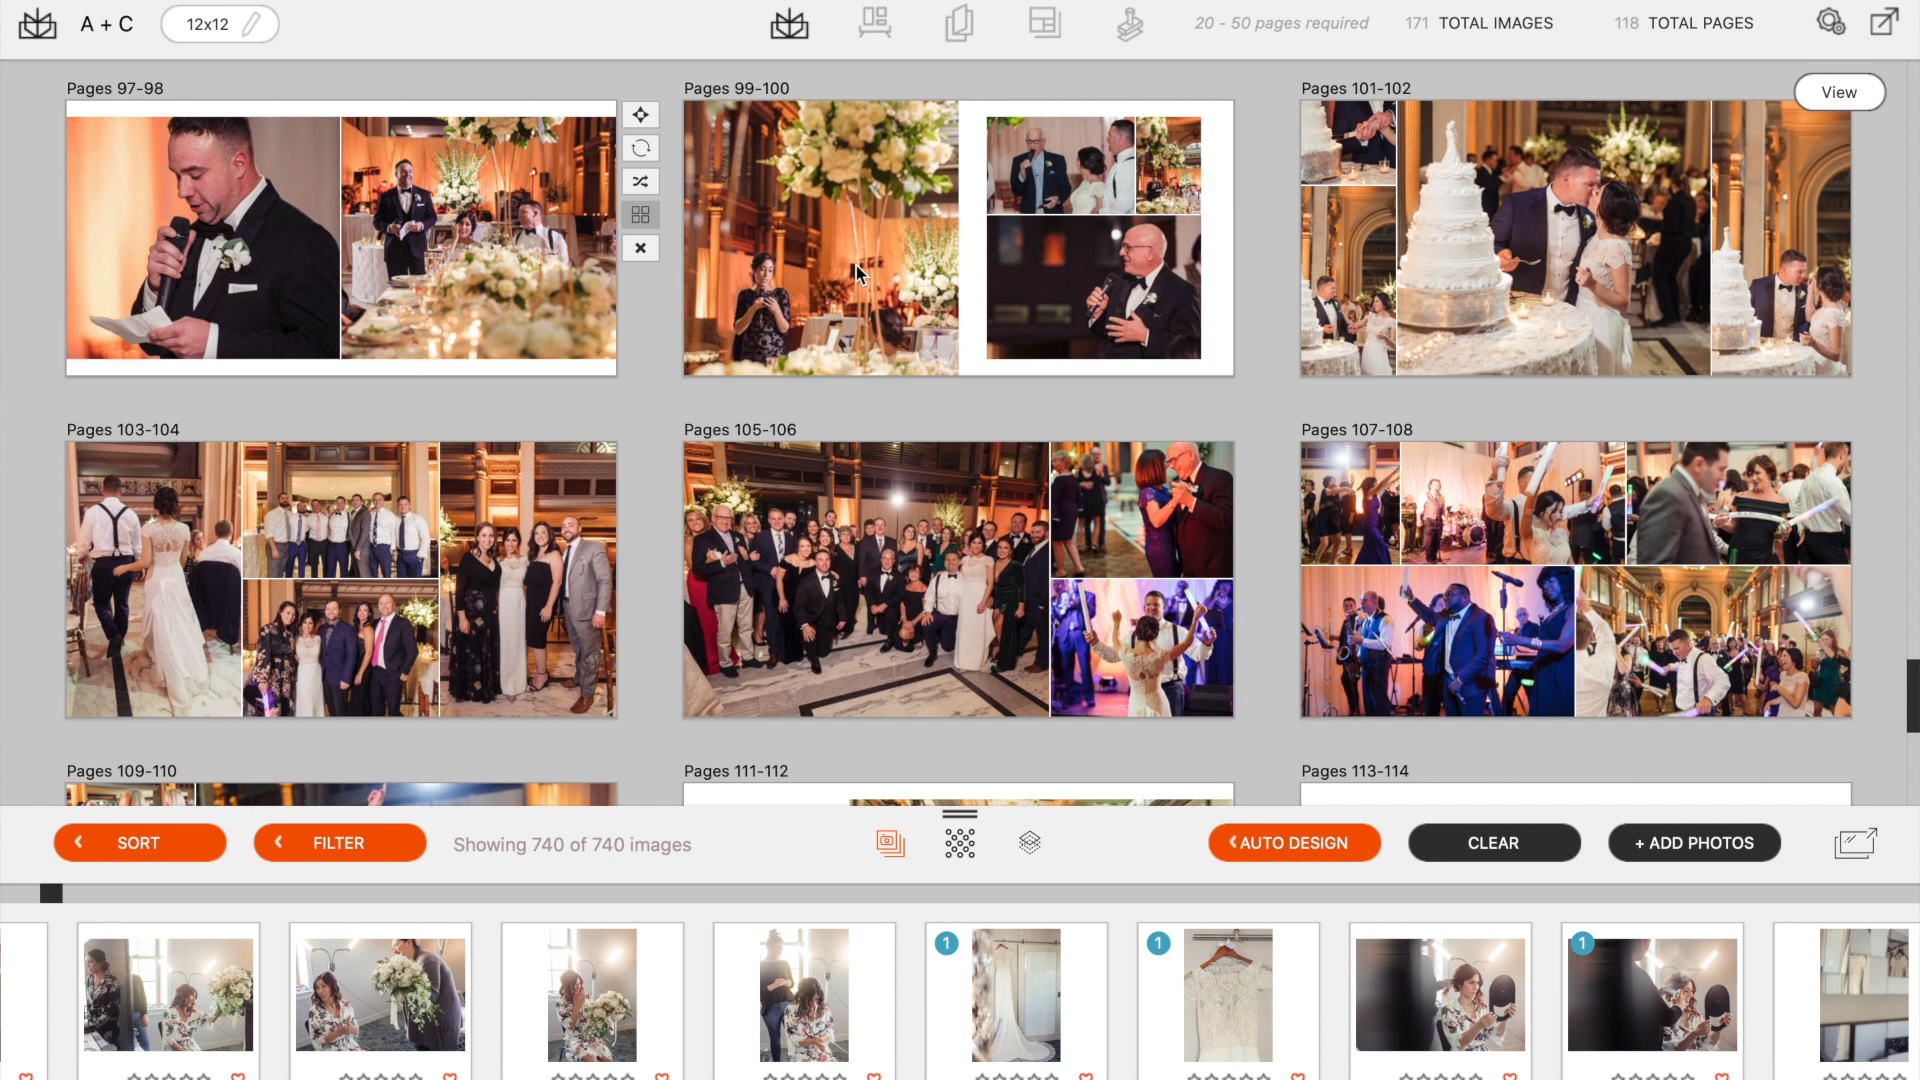 A + C
12x12
20 - 50 pages required
171 TOTAL IMAGES
118 TOTAL PAGES
Pages 97-98
Pages 99-100
Pages 101-102
View
Pages 103-104
Pages 105-106
Pages 107-108
Pages 109-110
Pages 111-112
Pages 113-114
SORT
FILTER
Showing 740 of 740 images
AUTO DESIGN
CLEAR
+ ADD PHOTOS
1
1
1